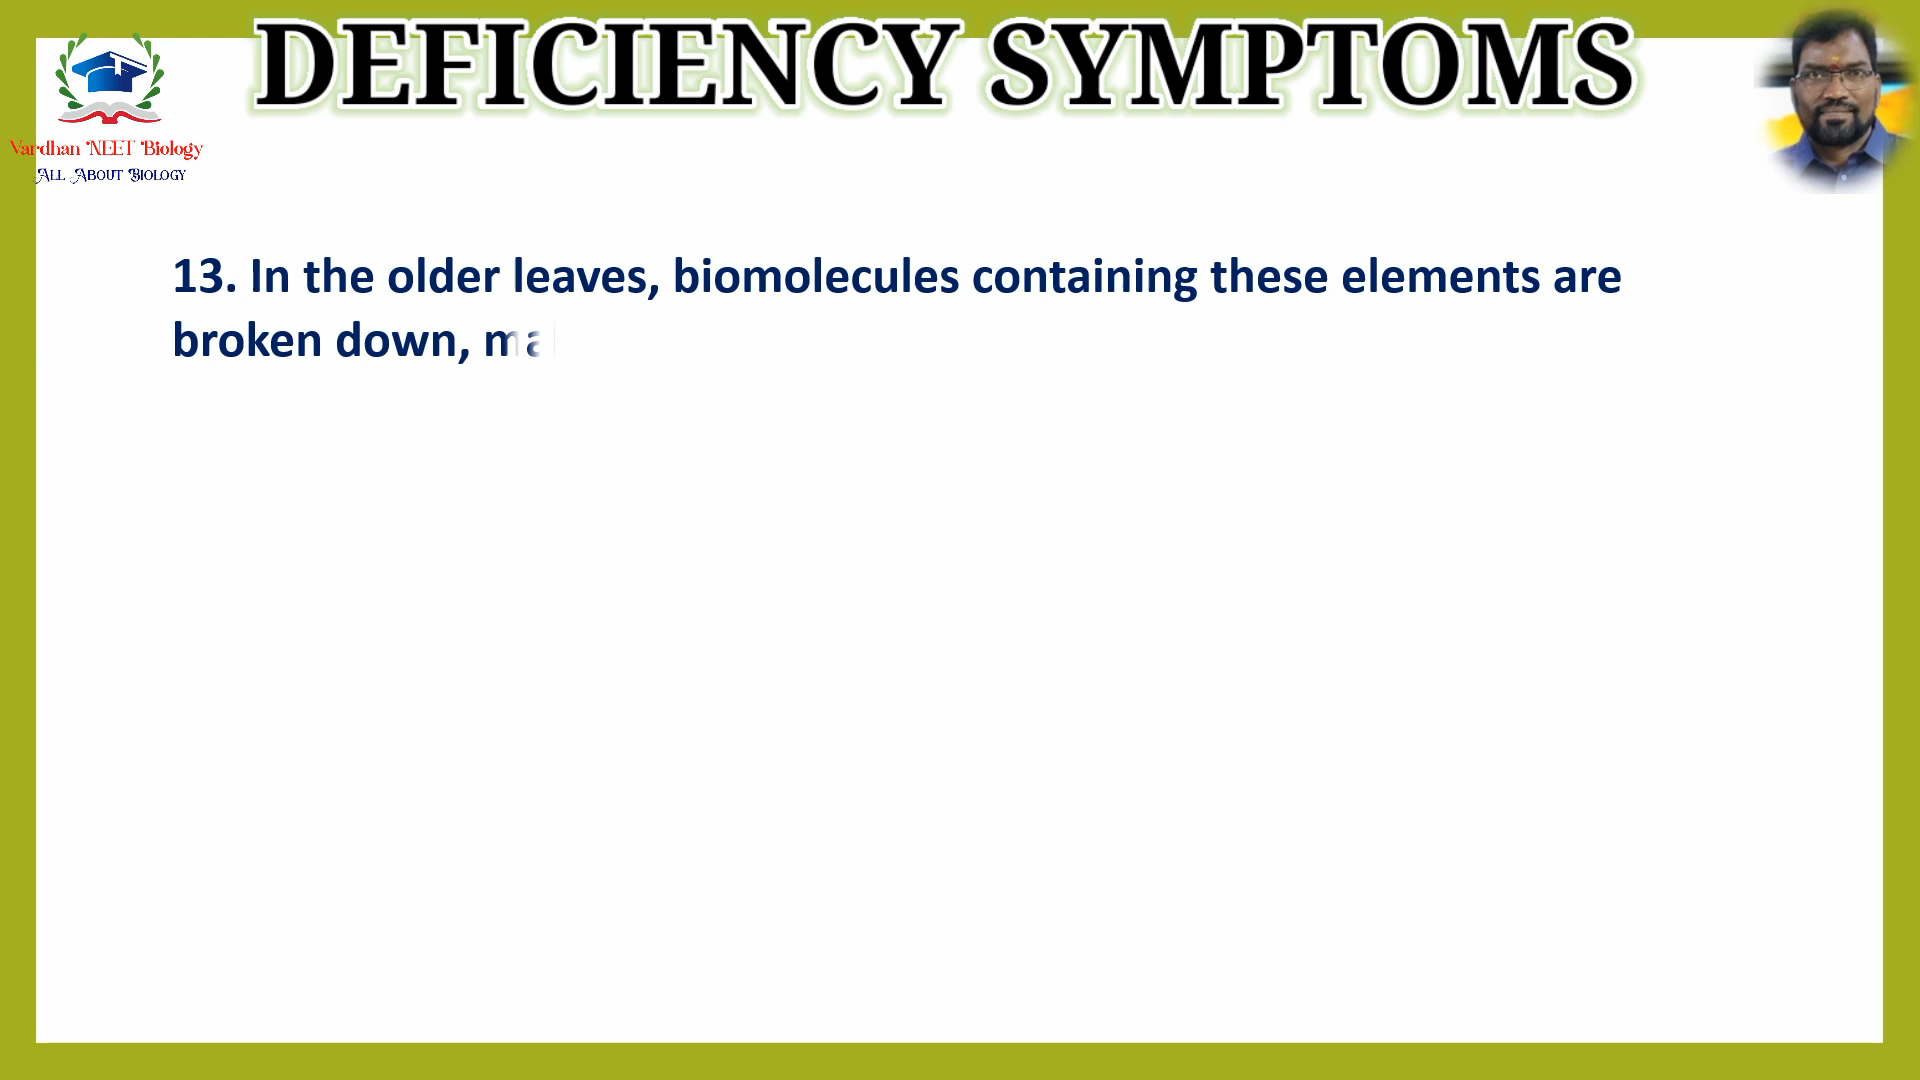 DEFICIENCY SYMPTOMS
Vardhan NEET Biology
All About Biology
13. In the older leaves, biomolecules containing these elements are
broken down,